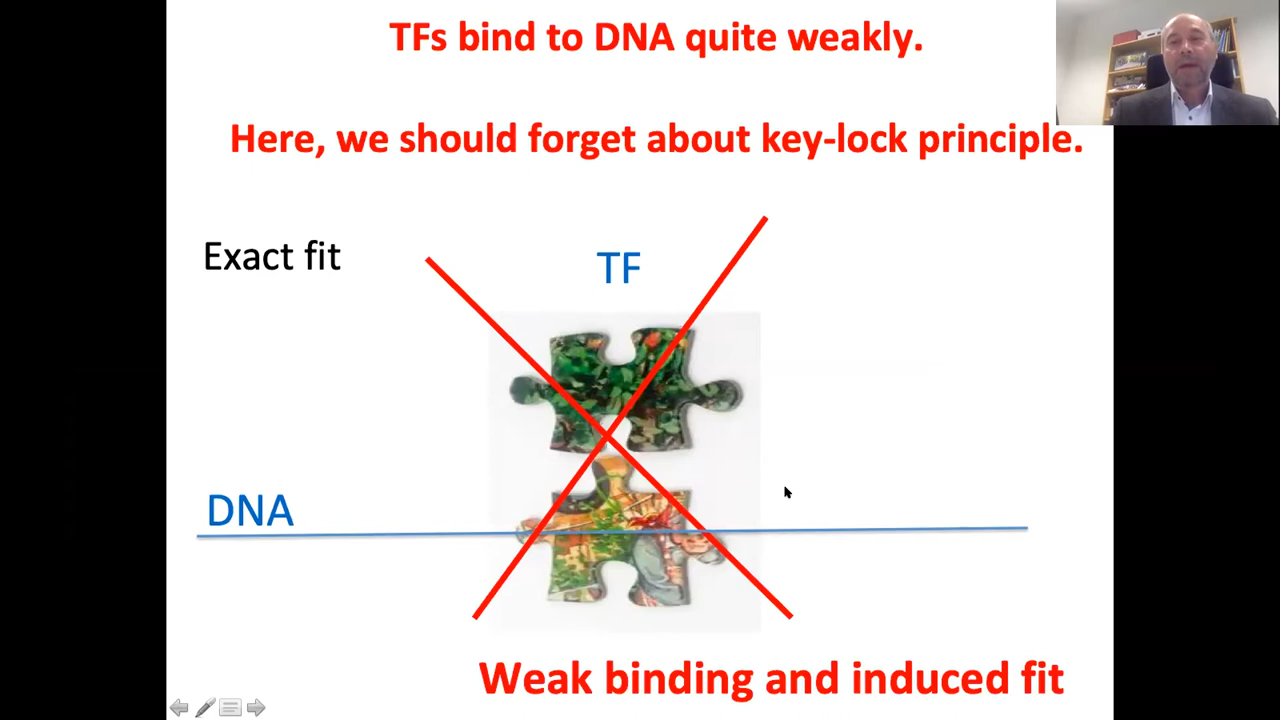 TFs bind to DNA quite weakly.
Here, we should forget about key-lock principle.
Exact fit
TF
DNA
Weak binding and induced fit